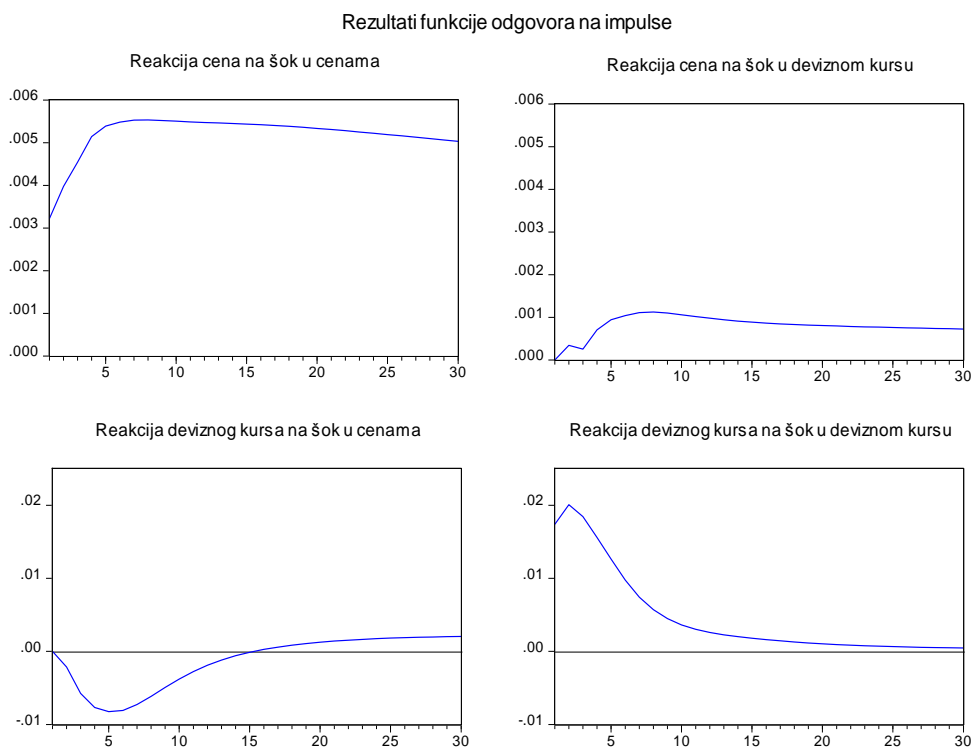 Rezultati funkcije odgovora na impulse
Reakcija cena na šok u cenama
.006
.005
.004
.003
.002
.001
.000
5 10 15 20 25 30
Reakcija cena na šok u deviznom kursu
.006
.005
.004
.003
.002
.001
.000
5 10 15 20 25 30
Reakcija deviznog kursa na šok u cenama
.02
.01
.00
-.01
5 10 15 20 25 30
Reakcija deviznog kursa na šok u deviznom kursu
.02
.01
.00
-.01
5 10 15 20 25 30